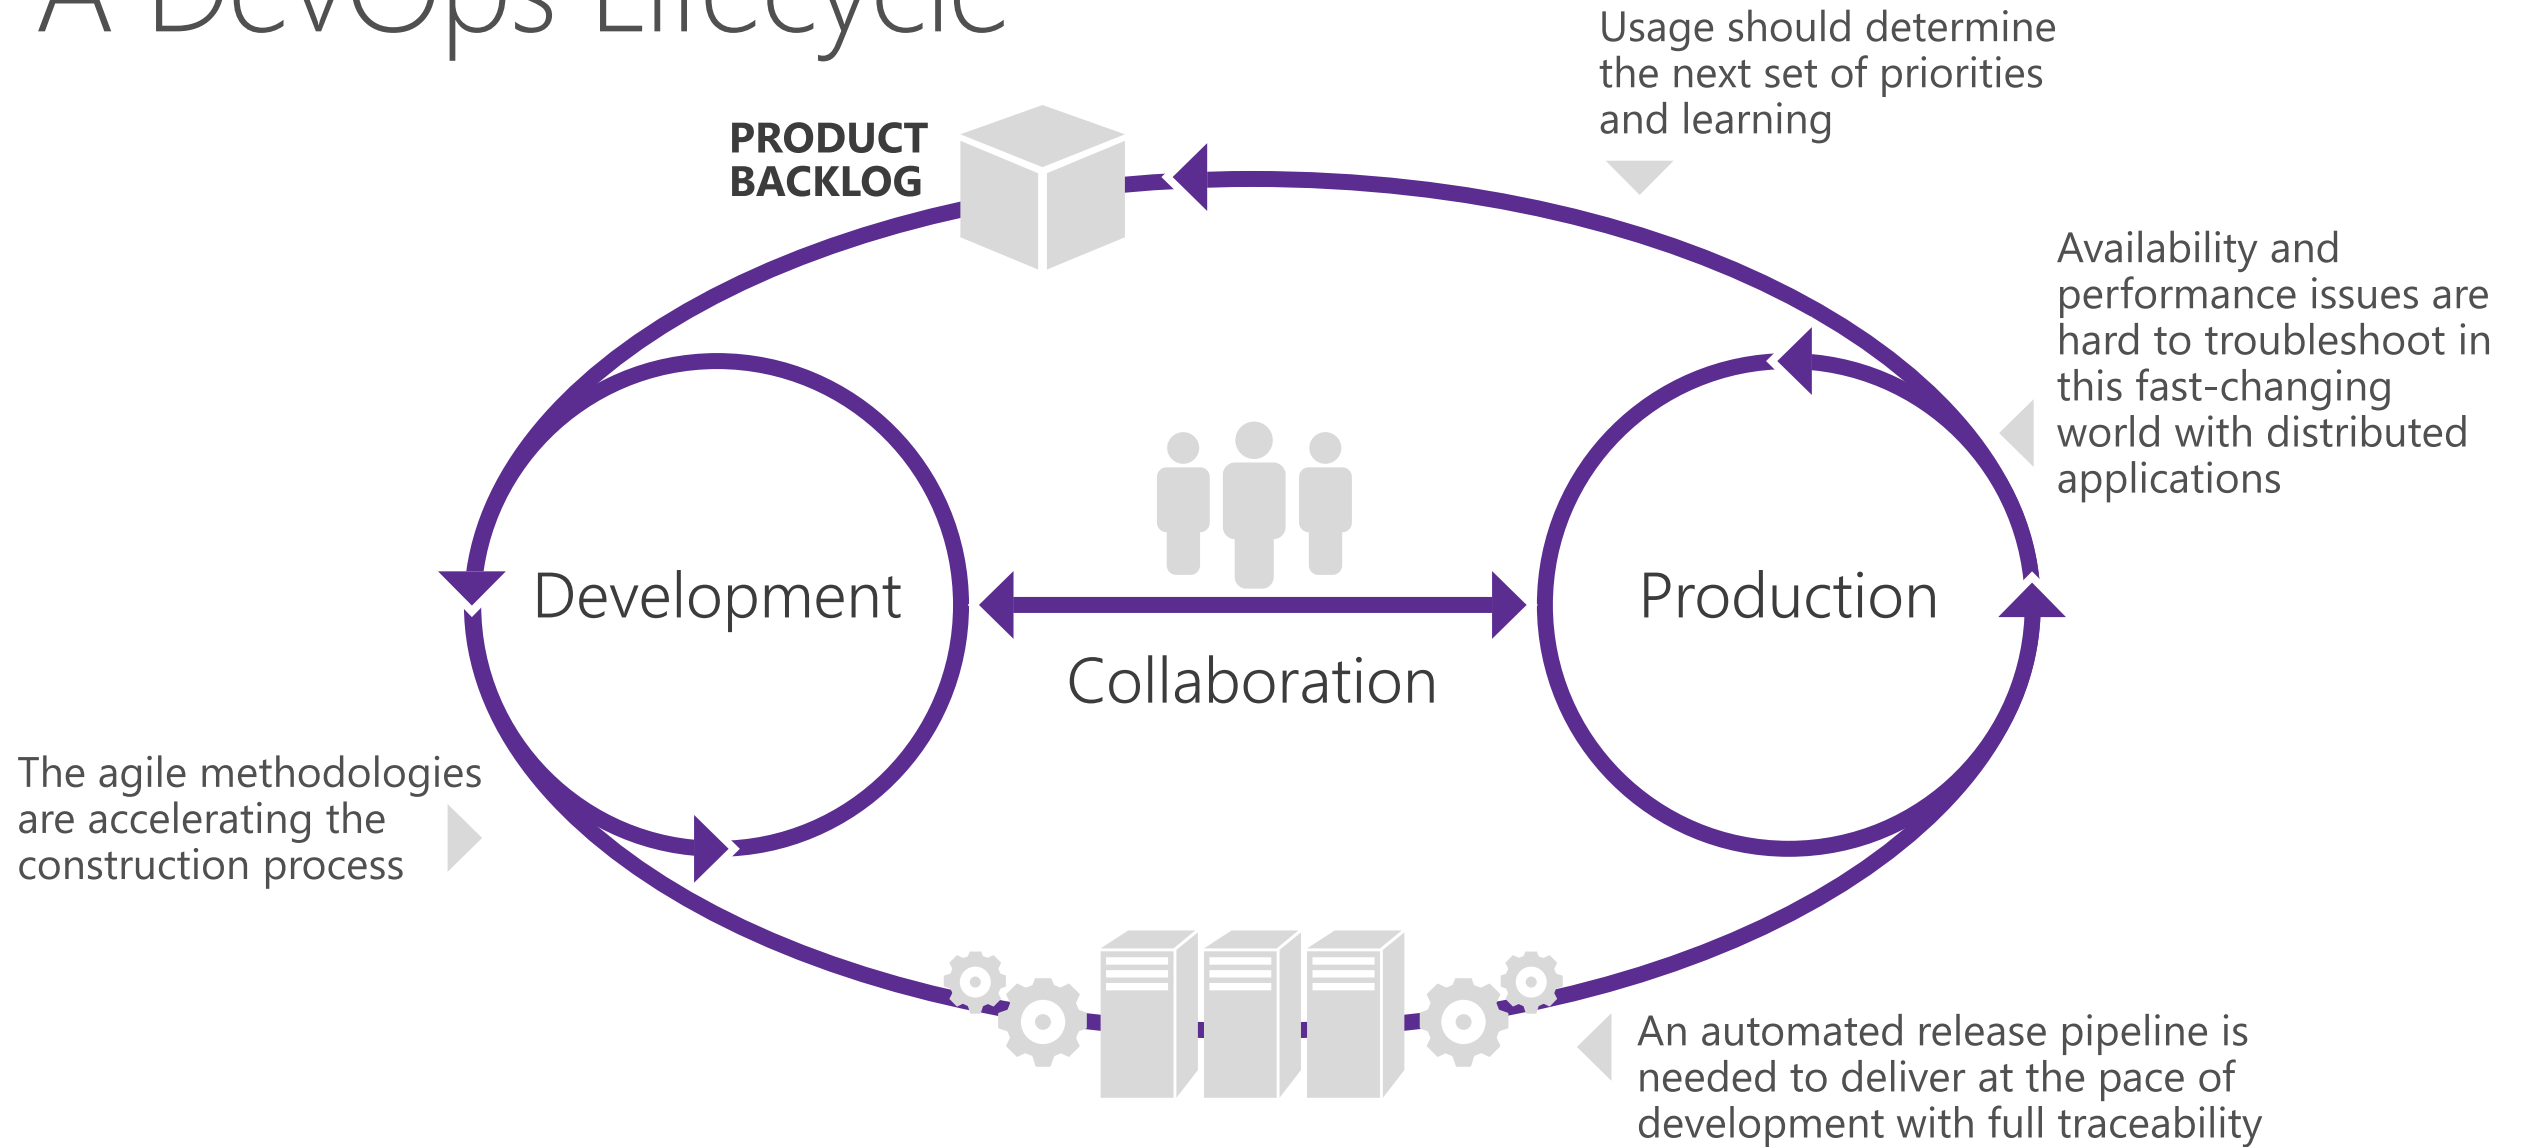 A DevOps Lifecycle
Usage should determine
the next set of priorities
and learning
PRODUCT
BACKLOG
Availability and
performance issues are
hard to troubleshoot in
this fast-changing
world with distributed
applications
Development
Production
Collaboration
The agile methodologies
are accelerating the
construction process
An automated release pipeline is
needed to deliver at the pace of
development with full traceability